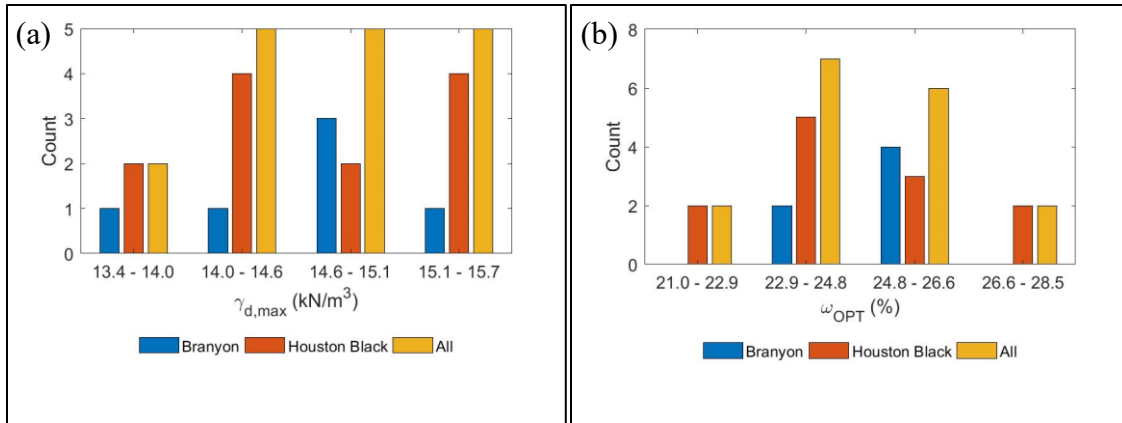 (a)
5
4
3
2
1
0
Count
13.4 - 14.0 14.0 - 14.6 14.6 - 15.1 15.1 - 15.7
γd,max (kN/m³)
Branyon Houston Black All
(b)
8
6
4
2
0
Count
21.0 - 22.9 22.9 - 24.8 24.8 - 26.6 26.6 - 28.5
ωOPT (%)
Branyon Houston Black All